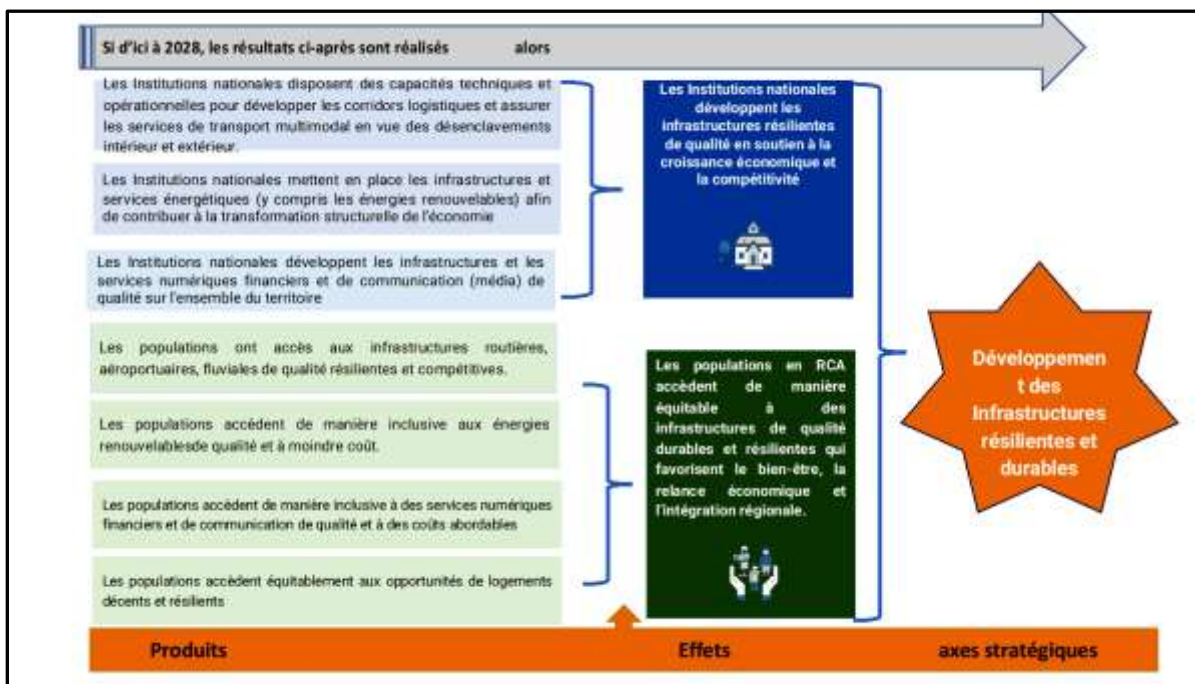 Si d'ici à 2028, les résultats ci-après sont réalisés alors
Les Institutions nationales disposent des capacités techniques et
opérationnelles pour développer les corridors logistiques et assurer
les services de transport multimodal en vue des désenclavements
intérieur et extérieur.
Les Institutions nationales mettent en place les infrastructures et
services énergétiques (y compris les énergies renouvelables) afin
de contribuer à la transformation structurelle de l'économie
Les Institutions nationales développent les infrastructures et les
services numériques financiers et de communication (média) de
qualité sur l'ensemble du territoire
Les populations ont accès aux infrastructures routières,
aéroportuaires, fluviales de qualité résilientes et compétitives.
Les populations accèdent de manière inclusive aux énergies
renouvelablesde qualité et à moindre coût.
Les populations accèdent de manière inclusive à des services numériques
financiers et de communication de qualité et à des coûts abordables
Les populations accèdent équitablement aux opportunités de logements
décents et résilients
Les Institutions nationales
développent les
infrastructures résilientes
de qualité en soutien à la
croissance économique et
la compétitivité
Les populations en RCA
accèdent de manière
équitable à des
infrastructures de qualité
durables et résilientes qui
favorisent le bien-être, la
relance économique et
l'intégration régionale.
Développemen
t des
Infrastructures
résilientes et
durables
Produits
Effets
axes stratégiques